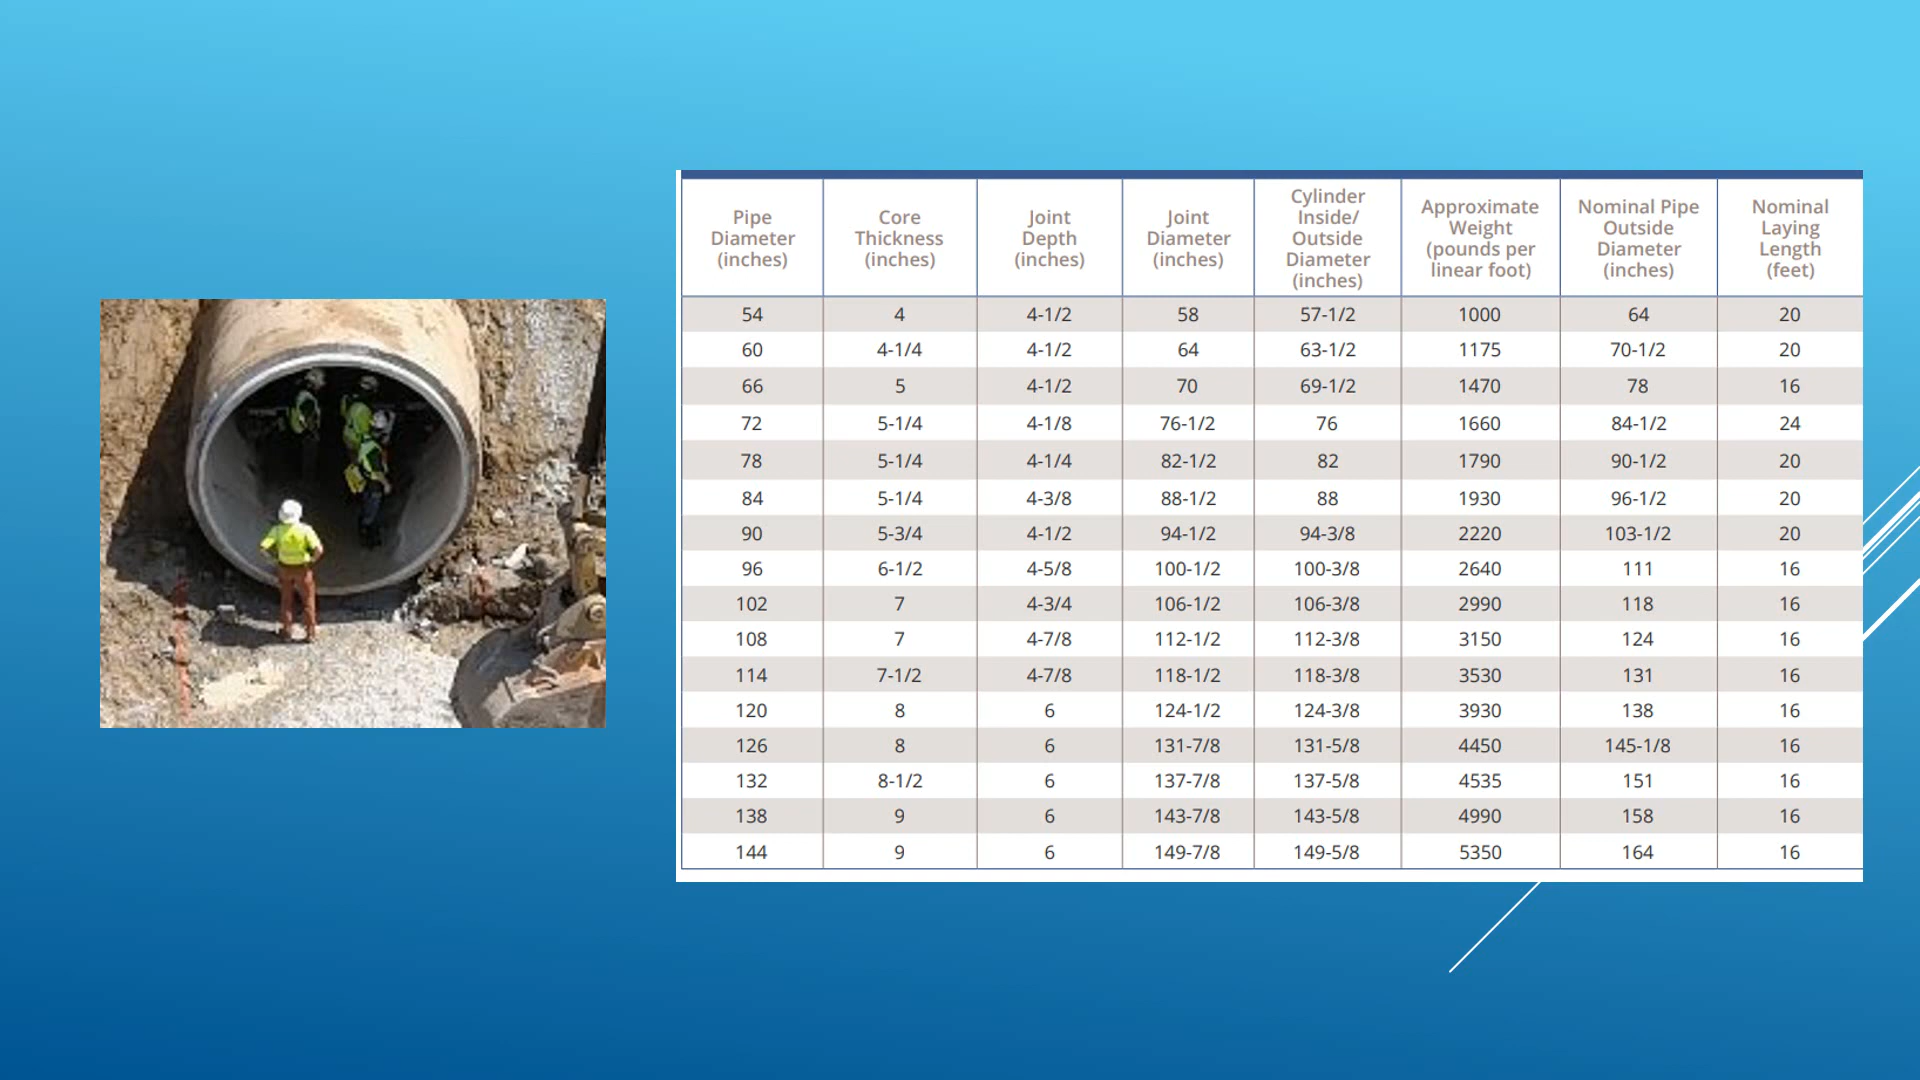 Pipe Diameter (inches) Core Thickness (inches) Joint Depth (inches) Joint Diameter (inches) Cylinder Inside/ Outside Diameter (inches) Approximate Weight (pounds per linear foot) Nominal Pipe Outside Diameter (inches) Nominal Laying Length (feet)
54 4 4-1/2 58 57-1/2 1000 64 20
60 4-1/4 4-1/2 64 63-1/2 1175 70-1/2 20
66 5 4-1/2 70 69-1/2 1470 78 16
72 5-1/4 4-1/8 76-1/2 76 1660 84-1/2 24
78 5-1/4 4-1/4 82-1/2 82 1790 90-1/2 20
84 5-1/4 4-3/8 88-1/2 88 1930 96-1/2 20
90 5-3/4 4-1/2 94-1/2 94-3/8 2220 103-1/2 20
96 6-1/2 4-5/8 100-1/2 100-3/8 2640 111 16
102 7 4-3/4 106-1/2 106-3/8 2990 118 16
108 7 4-7/8 112-1/2 112-3/8 3150 124 16
114 7-1/2 4-7/8 118-1/2 118-3/8 3530 131 16
120 8 6 124-1/2 124-3/8 3930 138 16
126 8 6 131-7/8 131-5/8 4450 145-1/8 16
132 8-1/2 6 137-7/8 137-5/8 4535 151 16
138 9 6 143-7/8 143-5/8 4990 158 16
144 9 6 149-7/8 149-5/8 5350 164 16